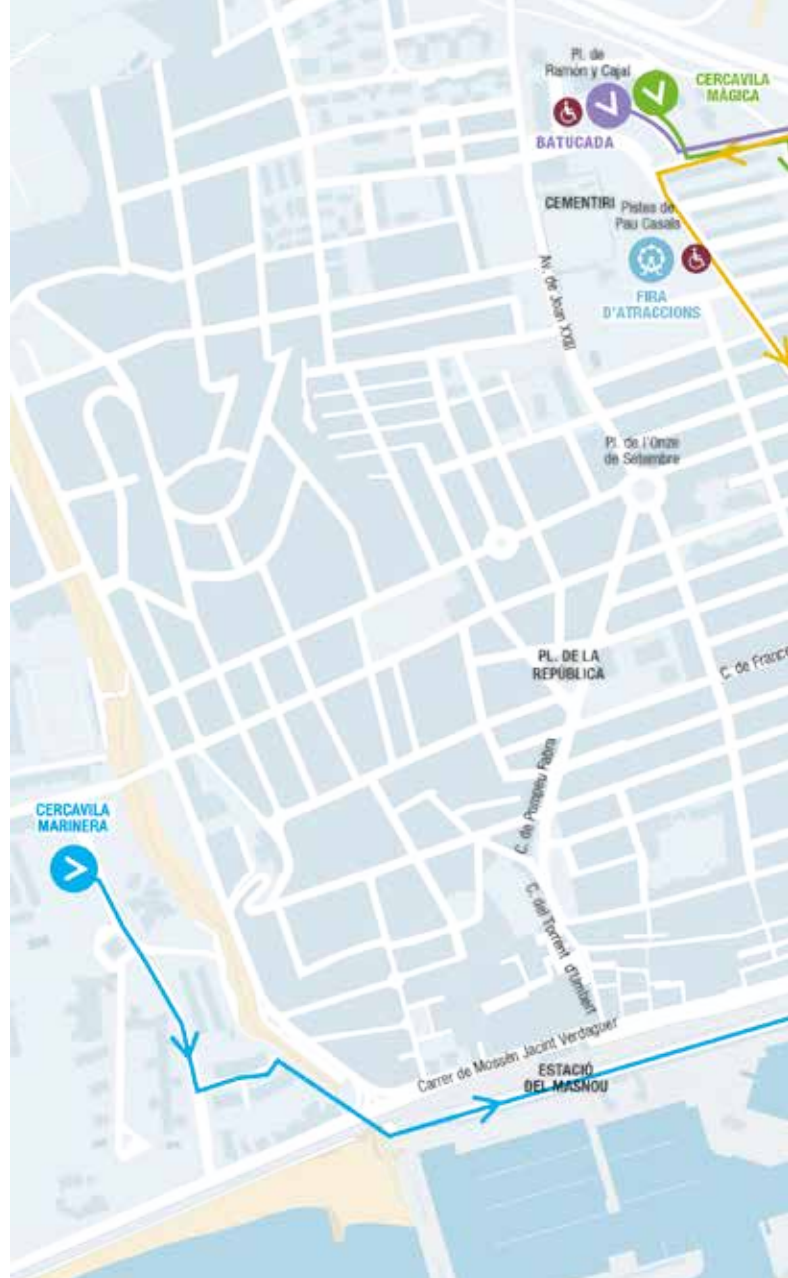 Pl. de
Ramón y Cajal
CERCAVILA
MÀGICA
BATUCADA
CEMENTIRI
Pistes de
Pau Casals
FIRA
D'ATRACCIONS
Av. de Joan XXIII
Pl. de l'Onze
de Setembre
PL. DE LA
REPÚBLICA
C. de France
C. de Pompeu Fabra
CERCAVILA
MARINERA
C. del Torrent d'Umbert
Carrer de Mossèn Jacint Verdaguer
ESTACIÓ
DEL MASNOU